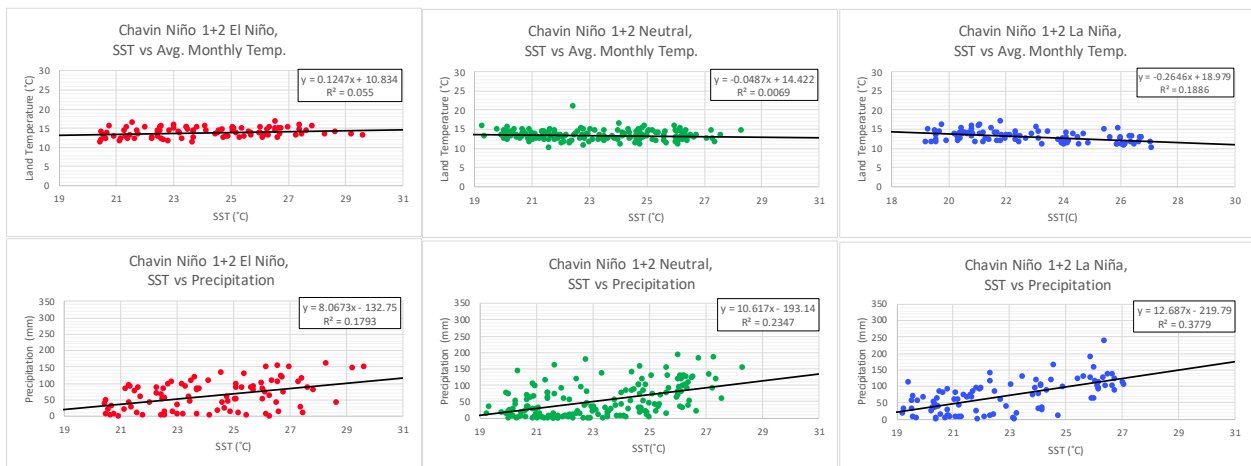 Chavin Niño 1+2 El Niño,
SST vs Avg. Monthly Temp.
y = 0.1247x + 10.834
R² = 0.055
Land Temperature (˚C)
30
25
20
15
10
5
0
19 21 23 25 27 29 31
SST (˚C)
Chavin Niño 1+2 Neutral,
SST vs Avg. Monthly Temp.
y = -0.0487x + 14.422
R² = 0.0069
Land Temperature (˚C)
30
25
20
15
10
5
0
19 21 23 25 27 29 31
SST (˚C)
Chavin Niño 1+2 La Niña,
SST vs Avg. Monthly Temp.
y = -0.2646x + 18.979
R² = 0.1886
Land Temperature (˚C)
30
25
20
15
10
5
0
18 20 22 24 26 28 30
SST(C)
Chavin Niño 1+2 El Niño,
SST vs Precipitation
y = 8.0673x - 132.75
R² = 0.1793
Precipitation (mm)
350
300
250
200
150
100
50
0
19 21 23 25 27 29 31
SST (˚C)
Chavin Niño 1+2 Neutral,
SST vs Precipitation
y = 10.617x - 193.14
R² = 0.2347
Precipitation (mm)
350
300
250
200
150
100
50
0
19 21 23 25 27 29 31
SST (˚C)
Chavin Niño 1+2 La Niña,
SST vs Precipitation
y = 12.687x - 219.79
R² = 0.3779
Precipitation (mm)
350
300
250
200
150
100
50
0
19 21 23 25 27 29 31
SST (˚C)